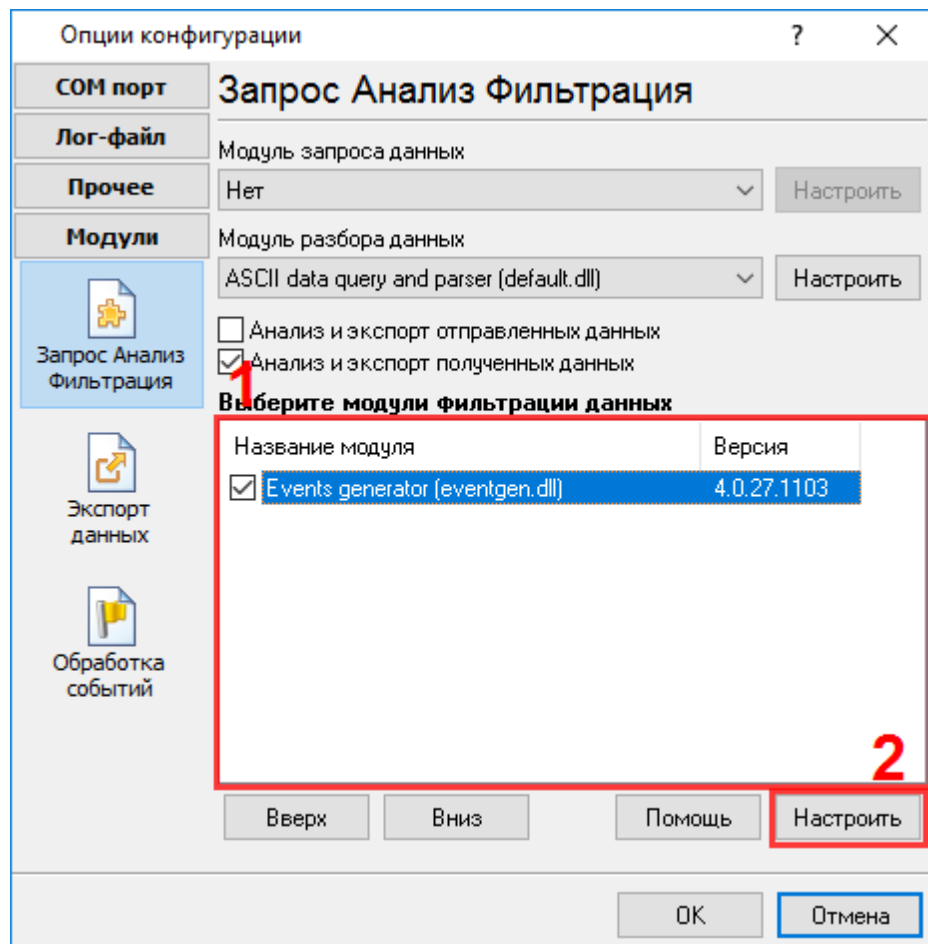 Опции конфигурации
?
COM порт
Лог-файл
Прочее
Модули
Запрос Анализ
Фильтрация
Экспорт
данных
Обработка
событий
Запрос Анализ Фильтрация
Модуль запроса данных
Нет
Настроить
Модуль разбора данных
ASCII data query and parser (default.dll)
Настроить
Анализ и экспорт отправленных данных
Анализ и экспорт полученных данных
1
Выберите модули фильтрации данных
Название модуля Версия
Events generator (eventgen.dll) 4.0.27.1103
2
Вверх Вниз Помощь Настроить
OK Отмена